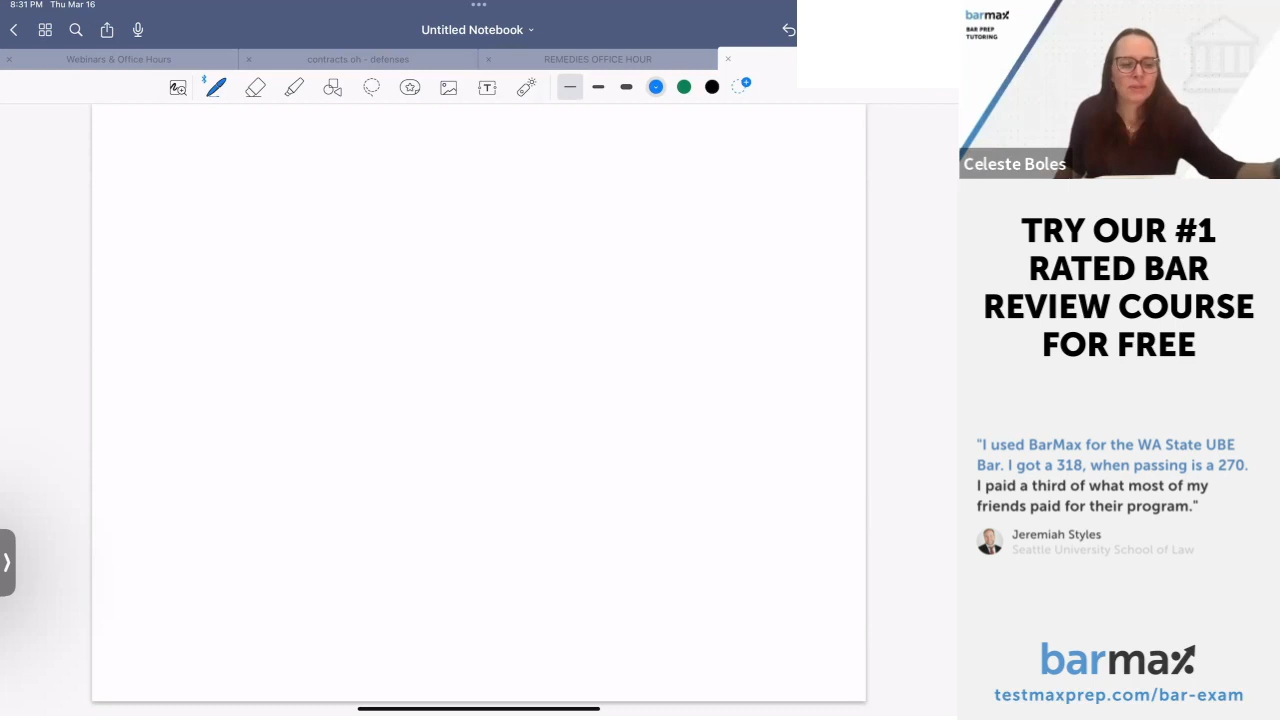 8:31 PM Thu Mar 16
Untitled Notebook
Webinars & Office Hours
contracts oh - defenses
REMEDIES OFFICE HOUR
T
barmax
BAR PREP
TUTORING
Celeste Boles
TRY OUR #1
RATED BAR
REVIEW COURSE
FOR FREE
"I used BarMax for the WA State UBE
Bar. I got a 318, when passing is a 270.
I paid a third of what most of my
friends paid for their program."
Jeremiah Styles
Seattle University School of Law
barmax
testmaxprep.com/bar-exam